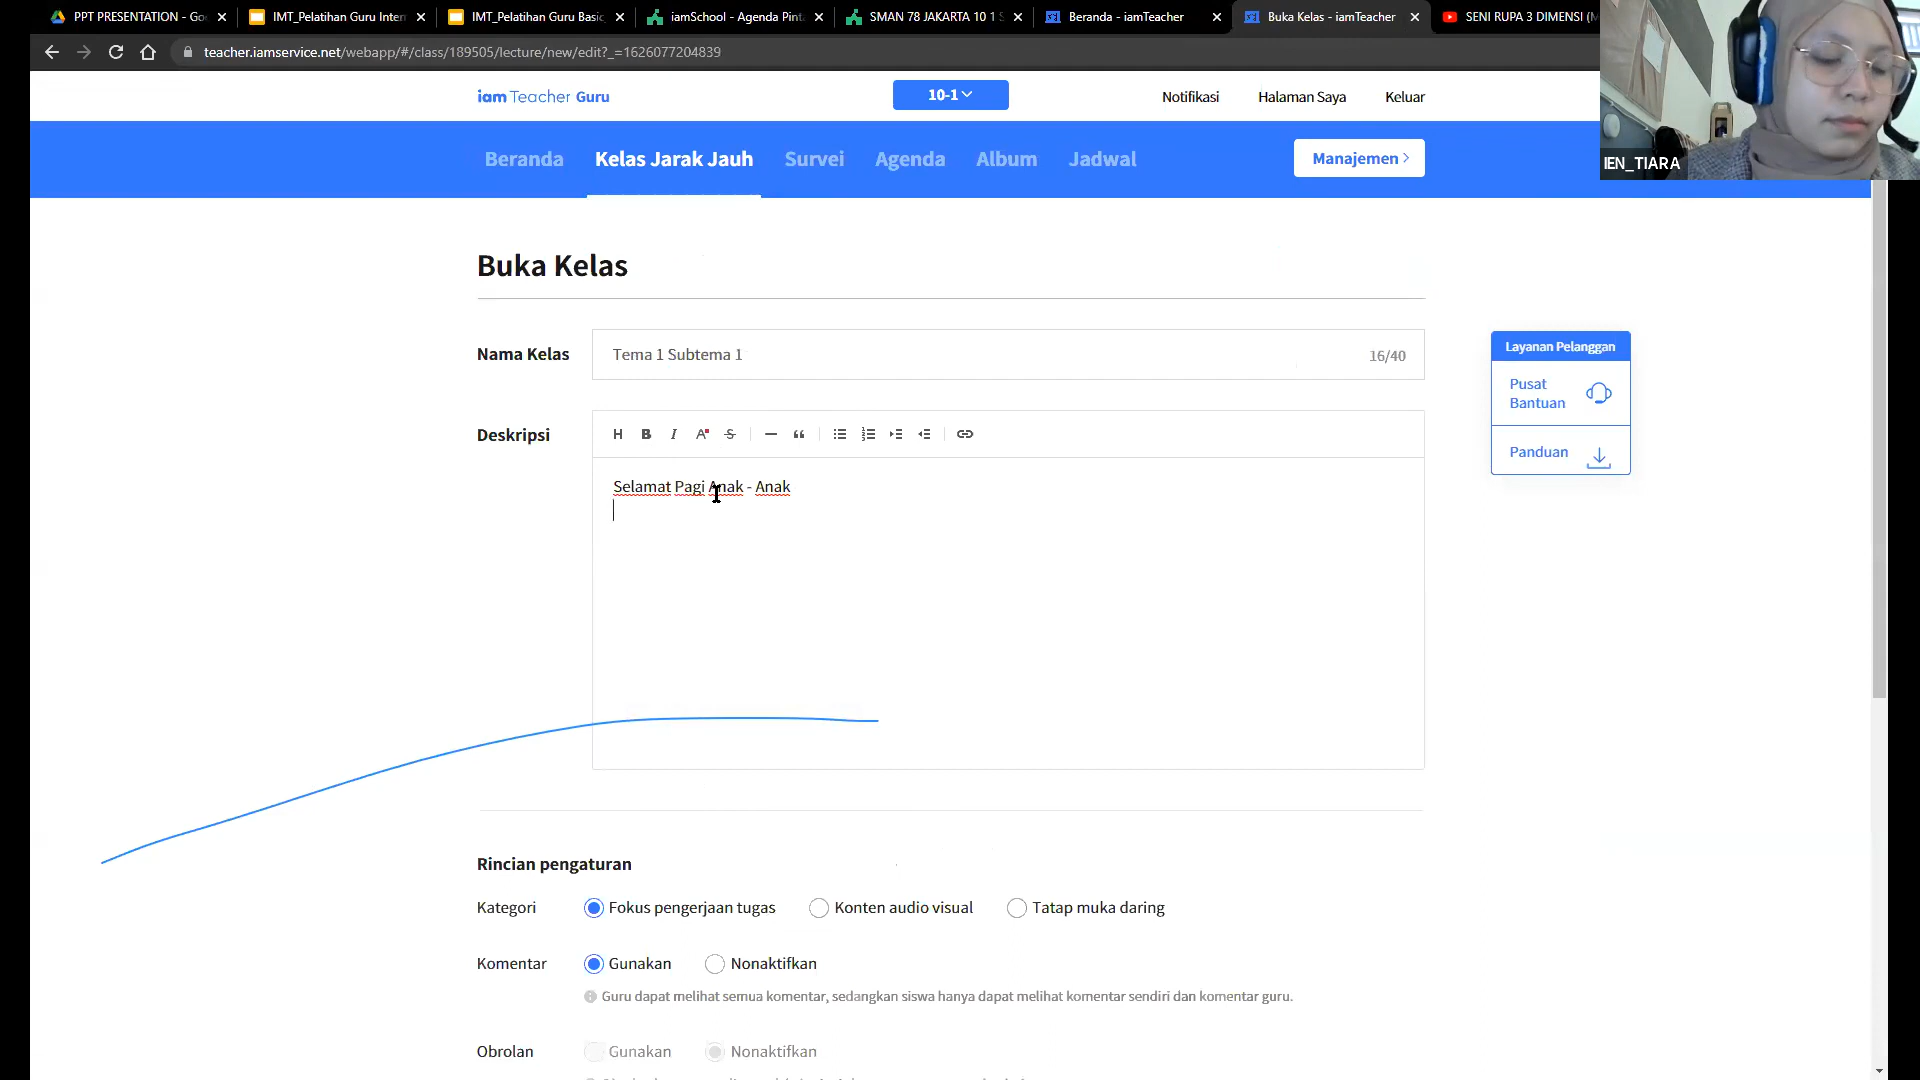 PPT PRESENTATION - Go
IMT_Pelatihan Guru Inter
IMT_Pelatihan Guru Basic
iamSchool - Agenda Pint
SMAN 78 JAKARTA 10 1 S
Beranda - iamTeacher
Buka Kelas - iamTeacher
SENI RUPA 3 DIMENSI (M
teacher.iamservice.net/webapp/#/class/189505/lecture/new/edit?_=1626077204839
iamTeacher Guru
10-1
Notifikasi
Halaman Saya
Keluar
IEN_TIARA
Beranda
Kelas Jarak Jauh
Survei
Agenda
Album
Jadwal
Manajemen
Buka Kelas
Nama Kelas
Tema 1 Subtema 1
16/40
Layanan Pelanggan
Pusat
Bantuan
Panduan
Deskripsi
H B I A S
Selamat Pagi Anak - Anak
Rincian pengaturan
Kategori
Fokus pengerjaan tugas
Konten audio visual
Tatap muka daring
Komentar
Gunakan
Nonaktifkan
Guru dapat melihat semua komentar, sedangkan siswa hanya dapat melihat komentar sendiri dan komentar guru.
Obrolan
Gunakan
Nonaktifkan